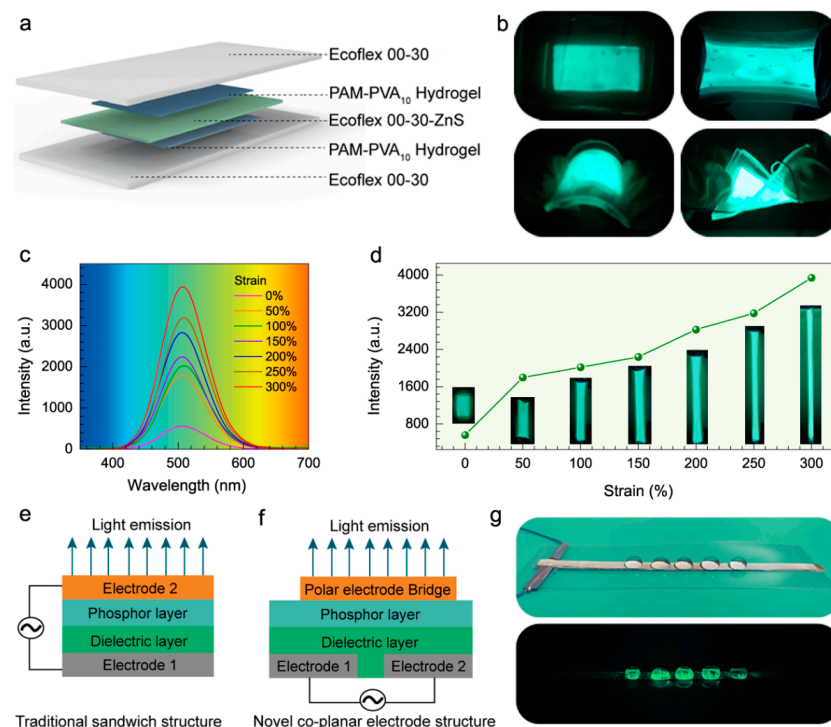 a
Ecoflex 00-30
PAM-PVA₁₀ Hydrogel
Ecoflex 00-30-ZnS
PAM-PVA₁₀ Hydrogel
Ecoflex 00-30
b
c
Intensity (a.u.)
4000
3000
2000
1000
0
400
500
600
700
Wavelength (nm)
Strain
0%
50%
100%
150%
200%
250%
300%
d
Intensity (a.u.)
4000
3200
2400
1600
800
0
50
100
150
200
250
300
Strain (%)
e
Light emission
Electrode 2
Phosphor layer
Dielectric layer
Electrode 1
Traditional sandwich structure
f
Light emission
Polar electrode Bridge
Phosphor layer
Dielectric layer
Electrode 1
Electrode 2
Novel co-planar electrode structure
g